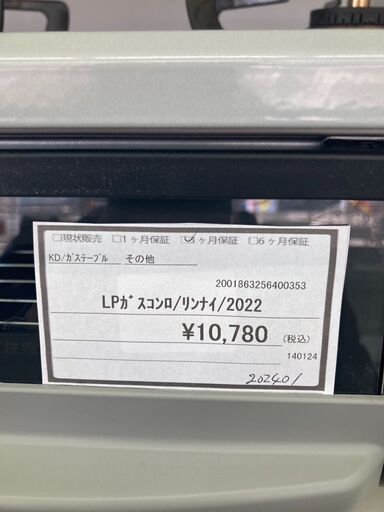 □現状販売 □1ヶ月保証 ☑3ヶ月保証 □6ヶ月保証
KD/ガステーブル その他
2001863256400353
LPガスコンロ/リンナイ/2022
¥10,780 (税込)
140124
202401